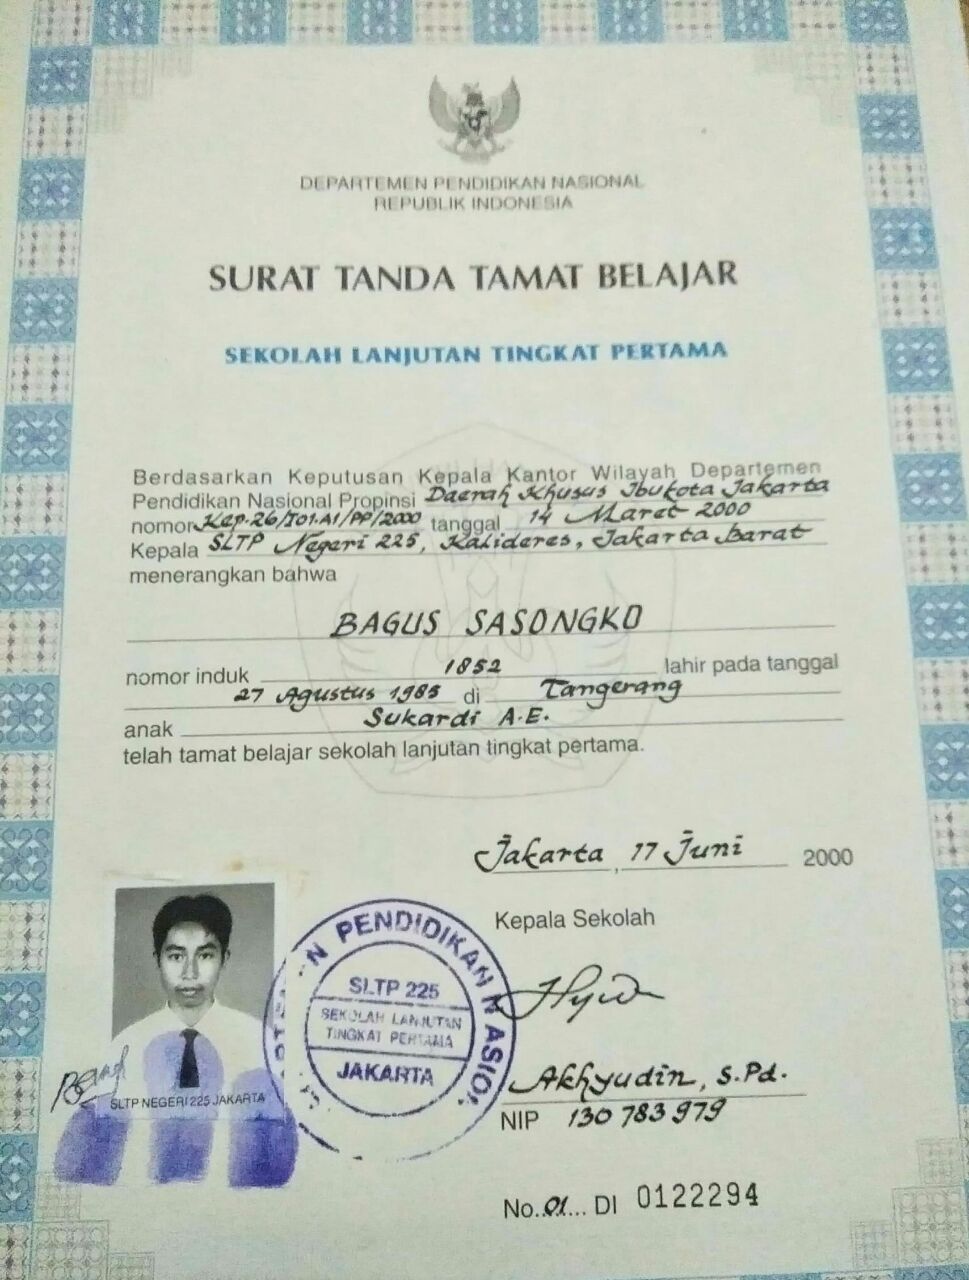 DEPARTEMEN PENDIDIKAN NASIONAL
REPUBLIK INDONESIA
SURAT TANDA TAMAT BELAJAR
SEKOLAH LANJUTAN TINGKAT PERTAMA
Berdasarkan Keputusan Kepala Kantor Wilayah Departemen
Pendidikan Nasional Propinsi Daerah Khusus Ibukota Jakarta
nomor Kep.26/I01.A1/PP/2000 tanggal 14 Maret 2000
Kepala SLTP Negeri 225, Kalideres, Jakarta Barat
menerangkan bahwa
BAGUS SASONGKO
nomor induk 1852 lahir pada tanggal
27 Agustus 1985 di Tangerang
anak Sukardi A.E.
telah tamat belajar sekolah lanjutan tingkat pertama.
Jakarta, 17 Juni 2000
Kepala Sekolah
PENDIDIKAN NASIONAL
SLTP 225
SEKOLAH LANJUTAN
TINGKAT PERTAMA
JAKARTA
Akhyudin, S.Pd.
NIP 130 783 979
SLTP NEGERI 225 JAKARTA
No. 01 ... DI 0122294